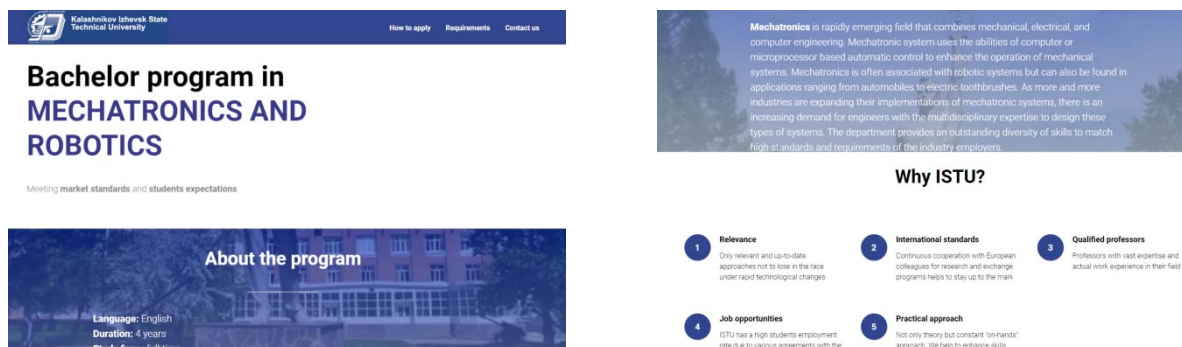 Kalashnikov Izhevsk State
Technical University
How to apply Requirements Contact us
Bachelor program in
MECHATRONICS AND
ROBOTICS
Meeting market standards and students expectations
About the program
Language: English
Duration: 4 years
Mechatronics is rapidly emerging field that combines mechanical, electrical, and
computer engineering. Mechatronic system uses the abilities of computer or
microprocessor based automatic control to enhance the operation of mechanical
systems. Mechatronics is often associated with robotic systems but can also be found in
applications ranging from automobiles to electric toothbrushes. As more and more
industries are expanding their implementations of mechatronic systems, there is an
increasing demand for engineers with the multidisciplinary expertise to design these
types of systems. The department provides an outstanding diversity of skills to match
high standards and requirements of the industry employers.
Why ISTU?
1 Relevance
Only relevant and up-to-date
approaches not to lose in the race
under rapid technological changes
2 International standards
Continuous cooperation with European
colleagues for research and exchange
programs helps to stay up to the mark
3 Qualified professors
Professors with vast expertise and
actual work experience in their field
4 Job opportunities
ISTU has a high students employment
rate due to various agreements with the
5 Practical approach
Not only theory but constant 'on-hands'
approach. We help to enhance skills